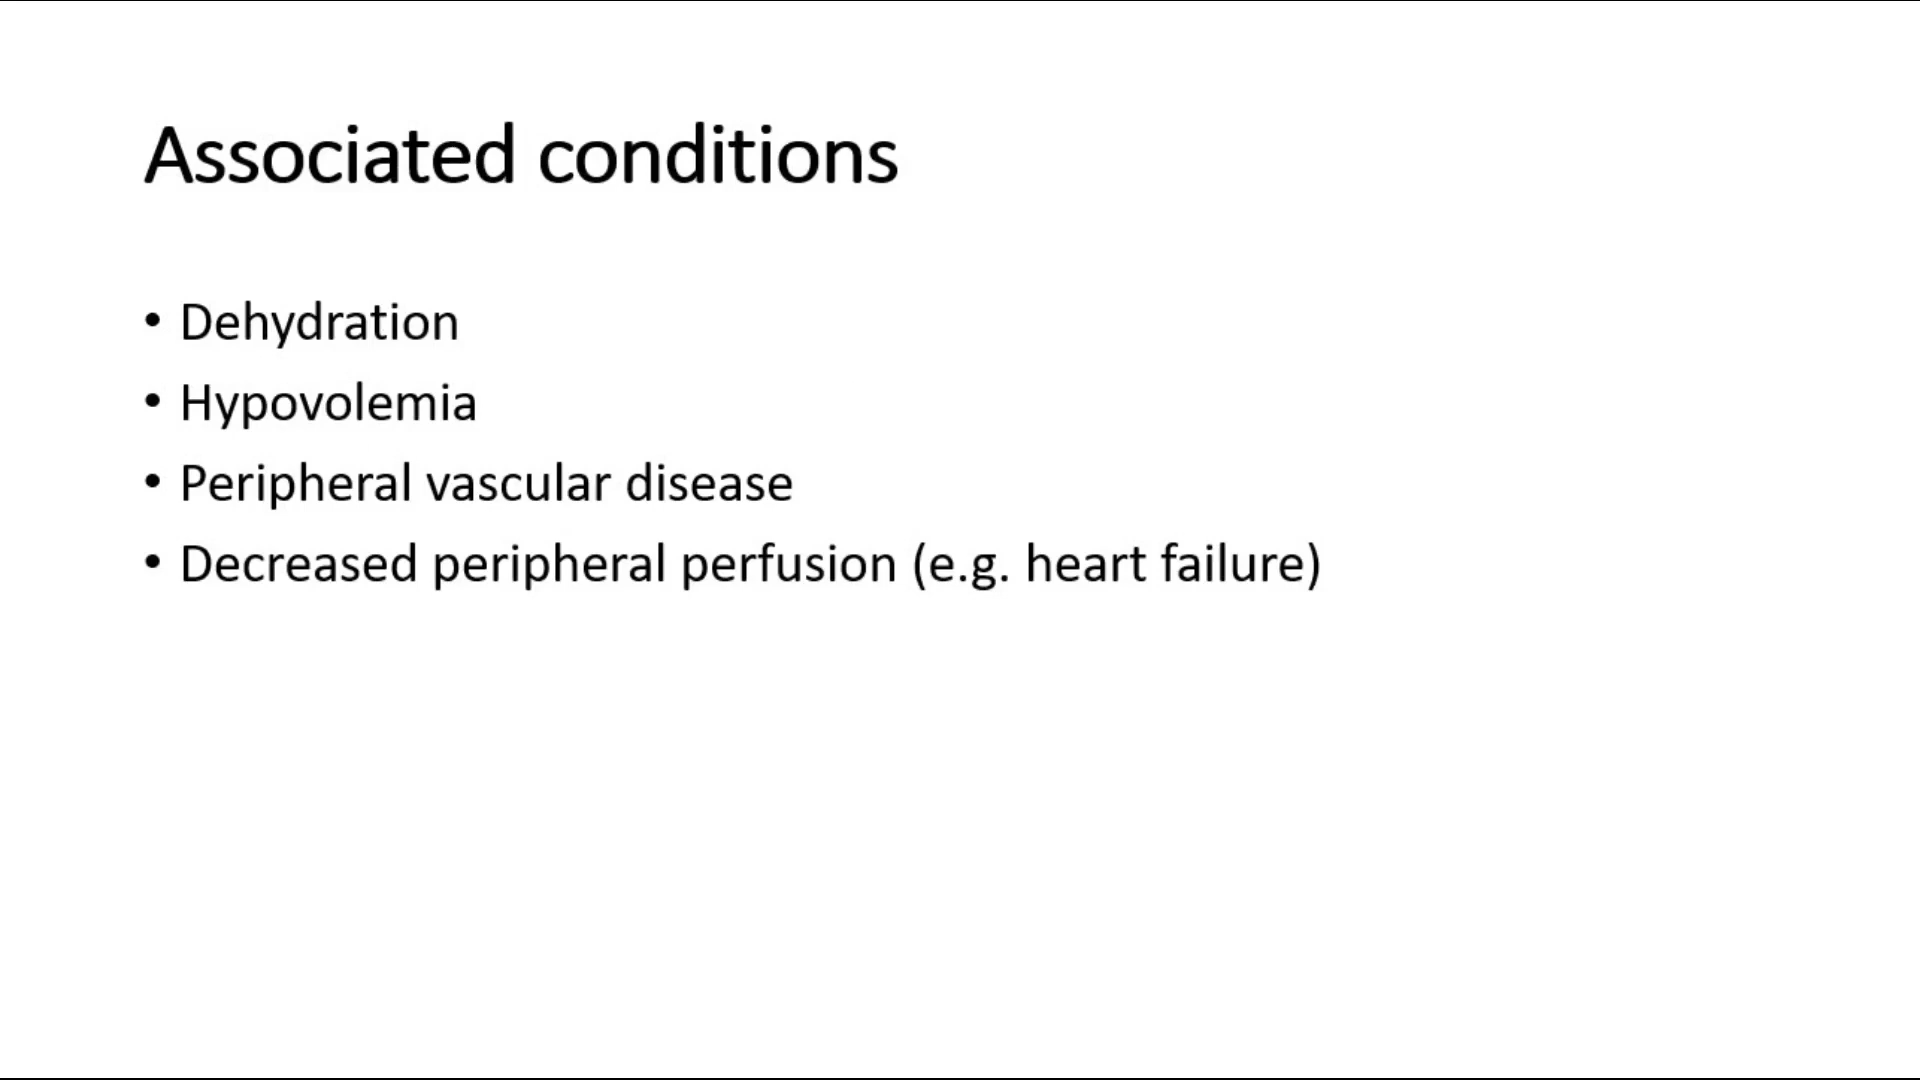 Associated conditions
• Dehydration
• Hypovolemia
• Peripheral vascular disease
• Decreased peripheral perfusion (e.g. heart failure)